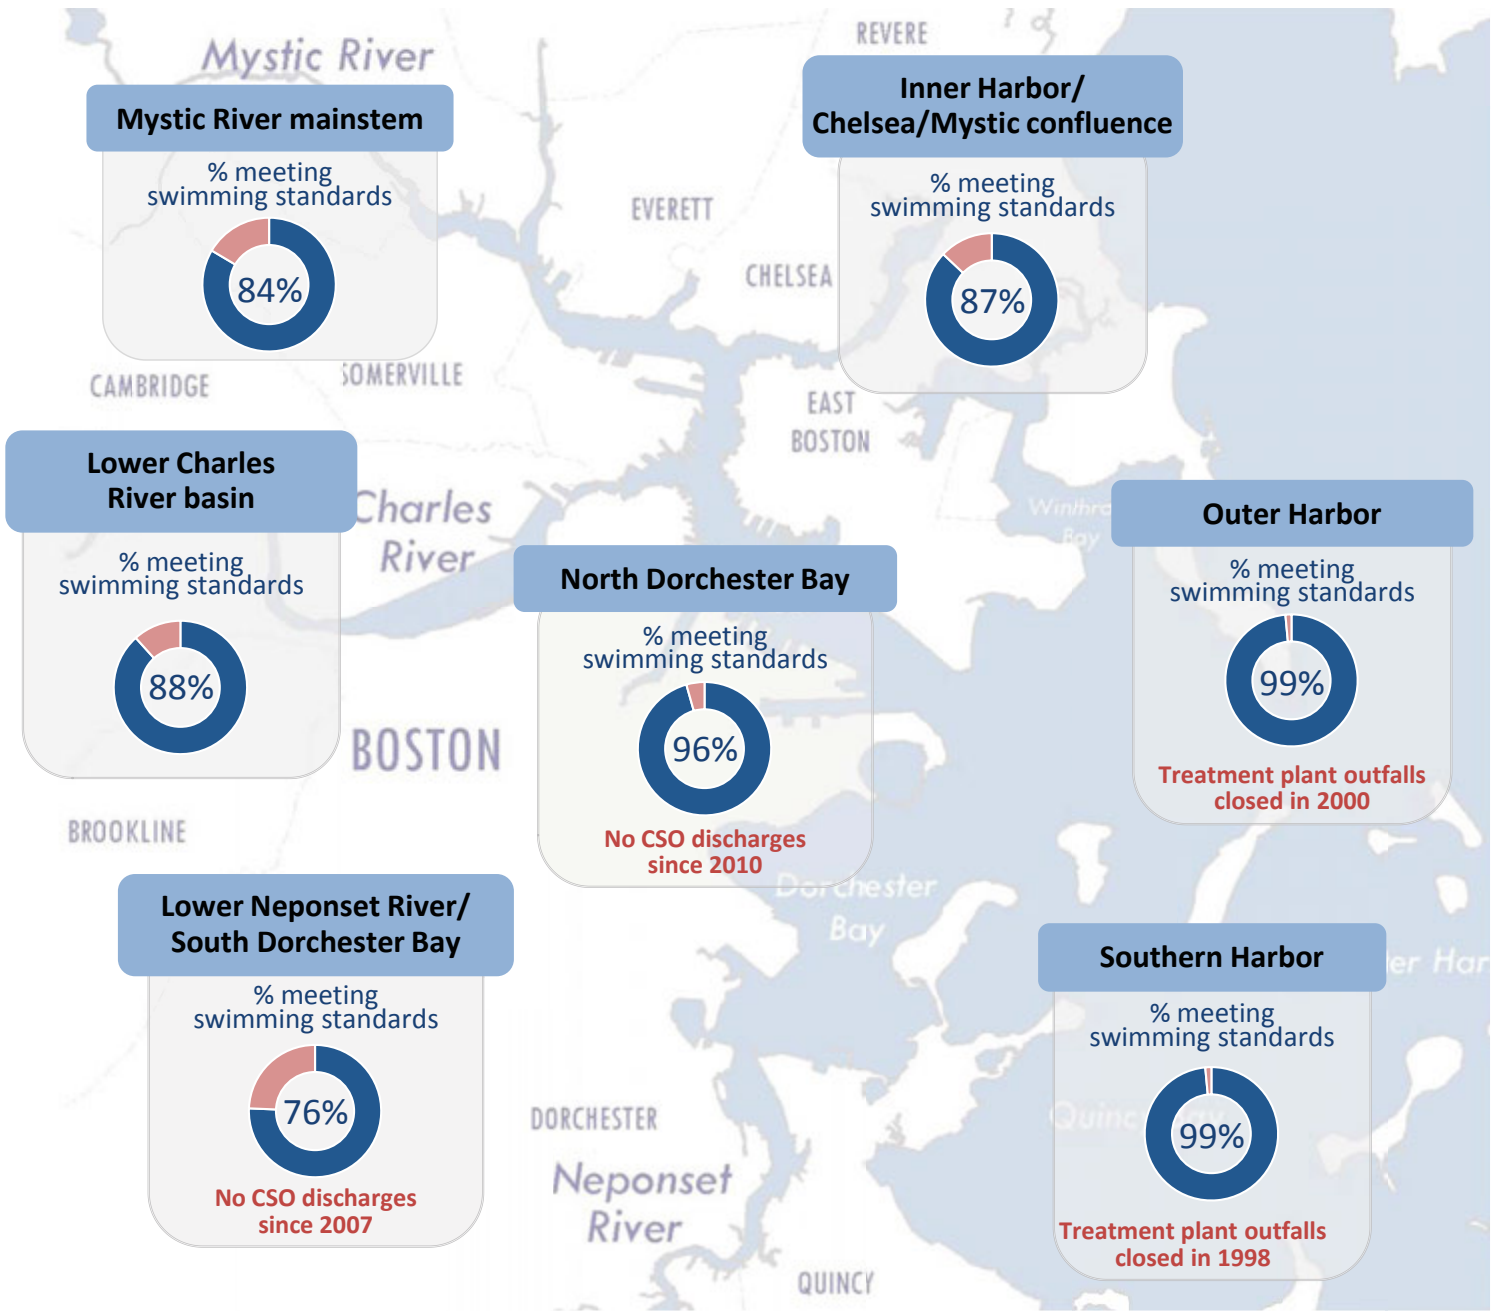 REVERE
Mystic River
Mystic River mainstem
% meeting
swimming standards
84%
Inner Harbor/
Chelsea/Mystic confluence
% meeting
swimming standards
87%
EVERETT
CHELSEA
CAMBRIDGE
SOMERVILLE
EAST
BOSTON
Lower Charles
River basin
% meeting
swimming standards
88%
Charles
River
Bay
Outer Harbor
% meeting
swimming standards
99%
Treatment plant outfalls
closed in 2000
North Dorchester Bay
% meeting
swimming standards
96%
No CSO discharges
since 2010
BOSTON
BROOKLINE
Dorchester
Bay
Lower Neponset River/
South Dorchester Bay
% meeting
swimming standards
76%
No CSO discharges
since 2007
Southern Harbor
% meeting
swimming standards
99%
Treatment plant outfalls
closed in 1998
DORCHESTER
Neponset
River
QUINCY